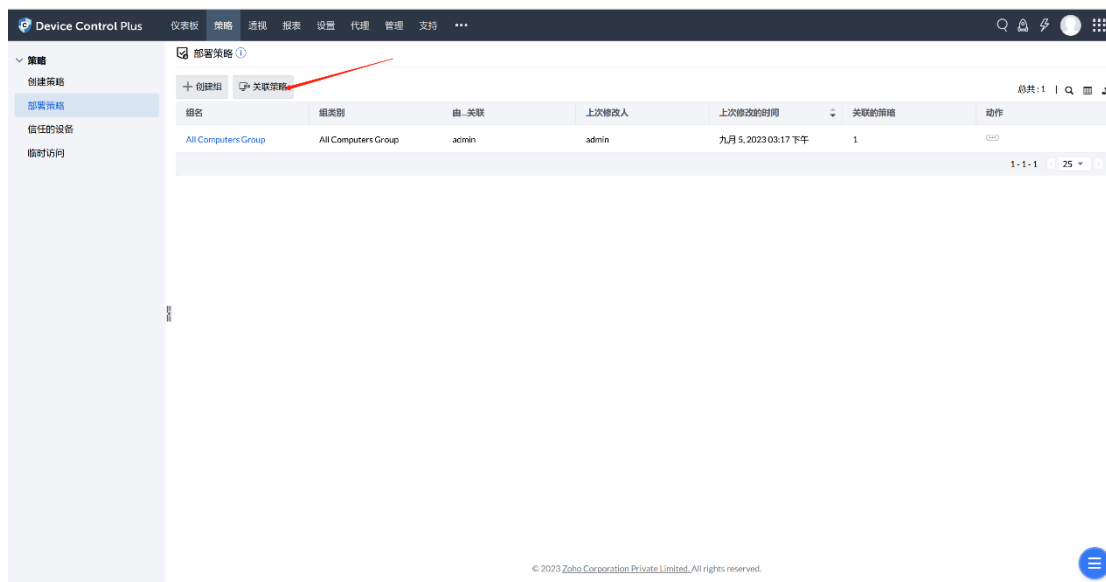 Device Control Plus 仪表板 策略 透视 报表 设置 代理 管理 支持 •••
策略
创建策略
部署策略
信任的设备
临时访问
部署策略
创建组 关联策略
总共:1
组名 组类别 由...关联 上次修改人 上次修改的时间 关联的策略 动作
All Computers Group All Computers Group admin admin 九月 5, 2023 03:17 下午 1
1 - 1 - 1 25
© 2023 Zoho Corporation Private Limited. All rights reserved.